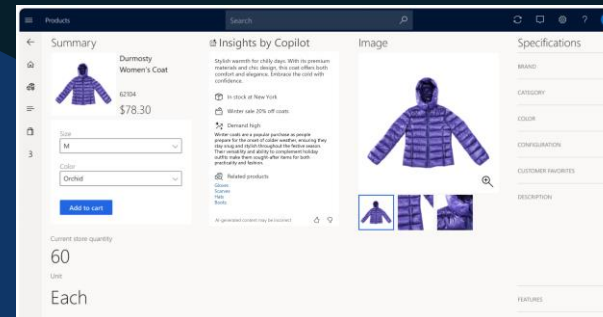 Products
Search
Summary
Durmosty
Women's Coat
62104
$78.30
Size
M
Color
Orchid
Add to cart
Current store quantity
60
Unit
Each
Insights by Copilot
Stylish warmth for chilly days. With its premium
materials and chic design, this coat offers both
comfort and elegance. Embrace the cold with
confidence.
In stock at New York
Winter sale 20% off coats
Demand high
Winter coats are a popular purchase as people
prepare for the onset of colder weather, ensuring they
stay snug and stylish throughout the festive season.
Their versatility and ability to complement holiday
outfits make them sought-after items for both
practicality and fashion.
Related products
Gloves
Scarves
Hats
Boots
AI-generated content may be incorrect
Image
Specifications
BRAND
CATEGORY
COLOR
CONFIGURATION
CUSTOMER FAVORITES
DESCRIPTION
FEATURES
3